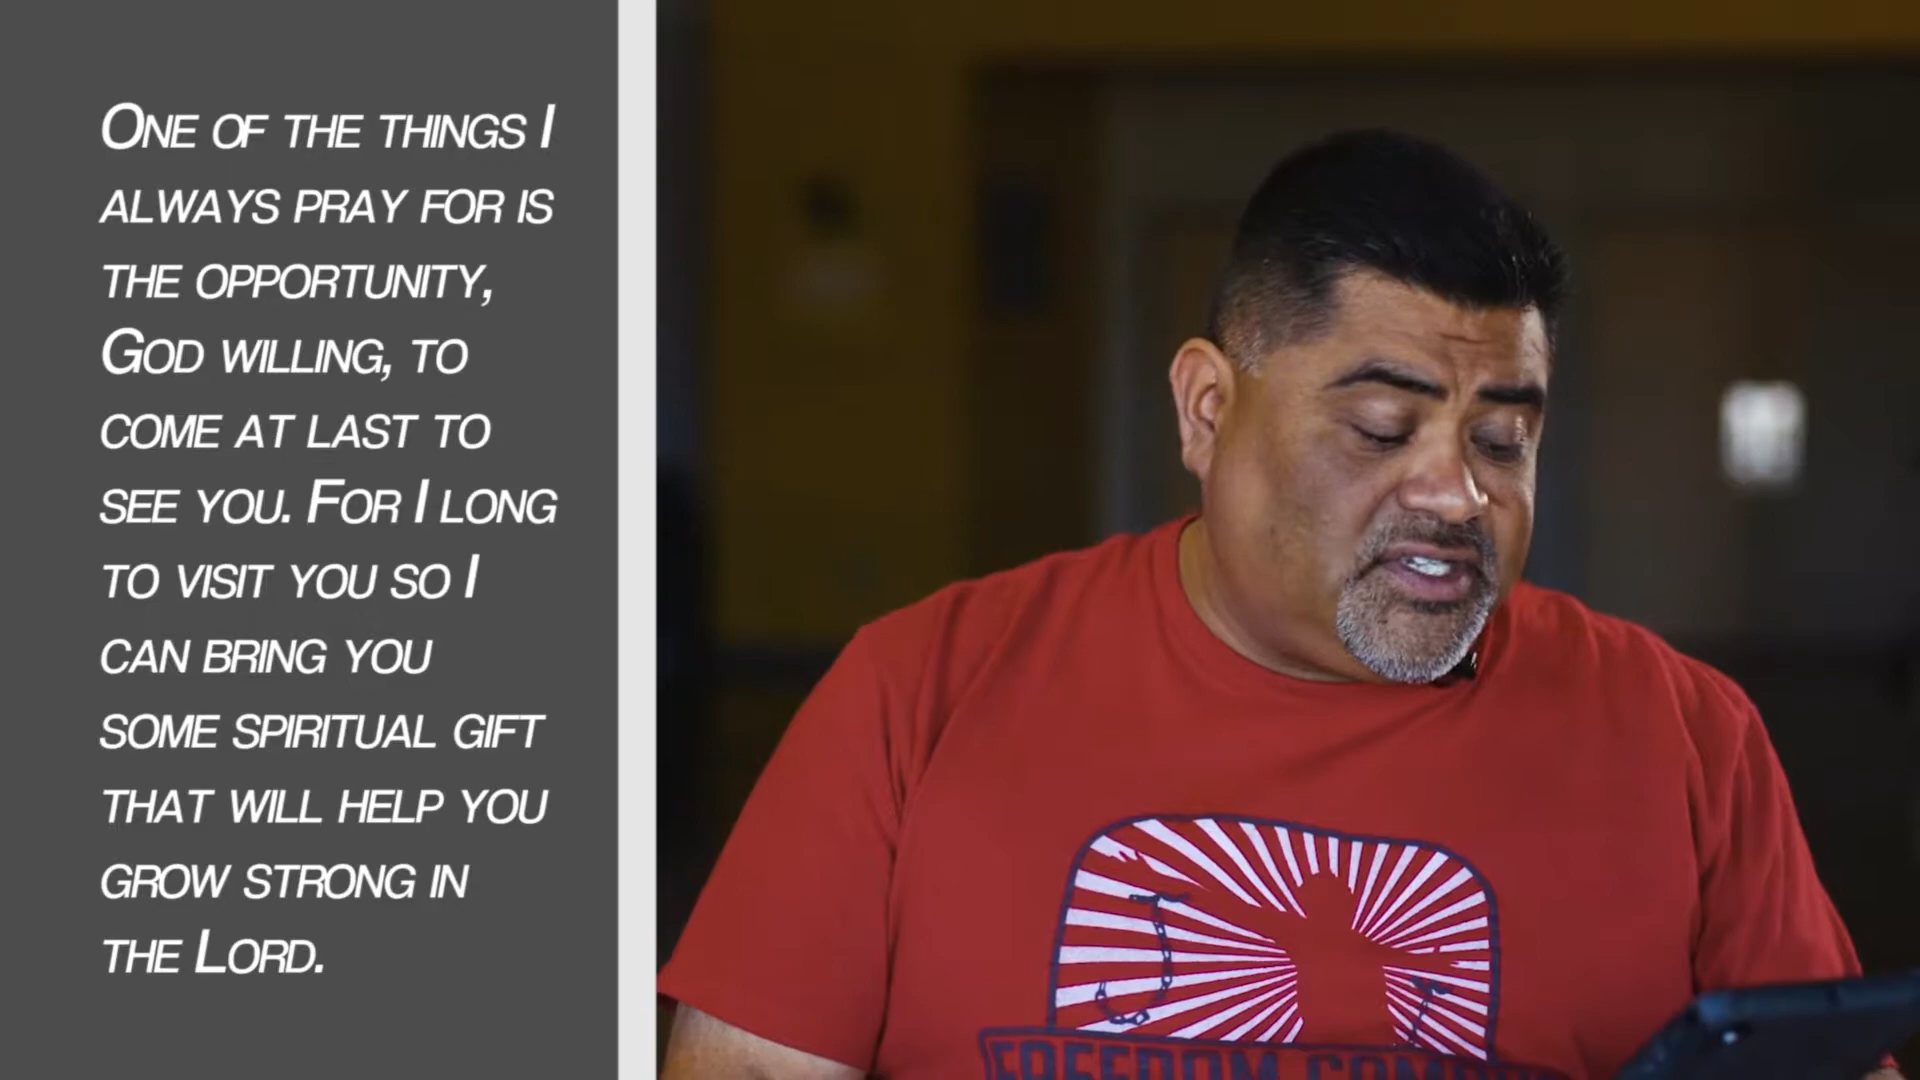 One of the things I
always pray for is
the opportunity,
God willing, to
come at last to
see you. For I long
to visit you so I
can bring you
some spiritual gift
that will help you
grow strong in
the Lord.
FREEDOM